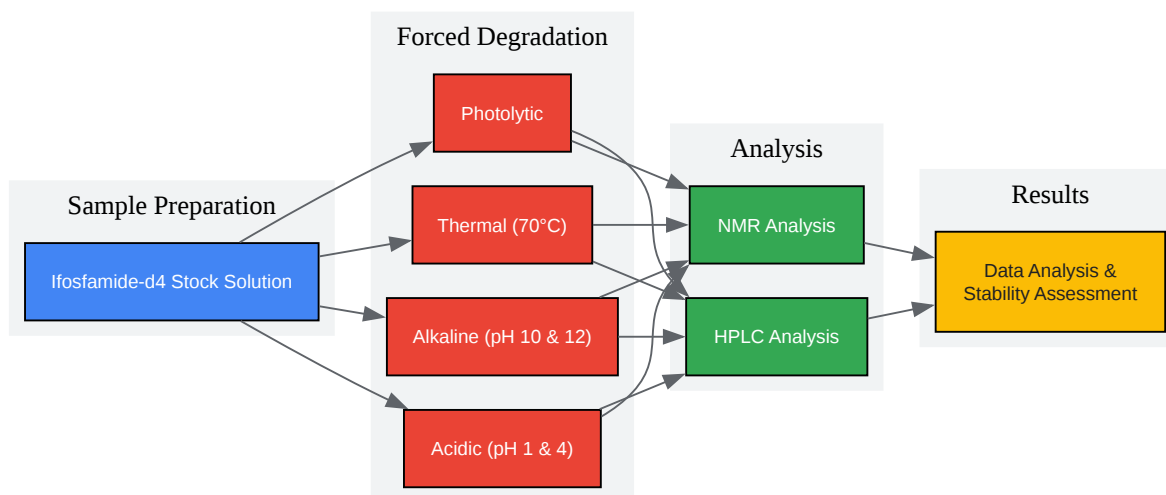 Sample Preparation
Ifosfamide-d4 Stock Solution
Forced Degradation
Photolytic
Thermal (70°C)
Alkaline (pH 10 & 12)
Acidic (pH 1 & 4)
Analysis
NMR Analysis
HPLC Analysis
Results
Data Analysis &
Stability Assessment